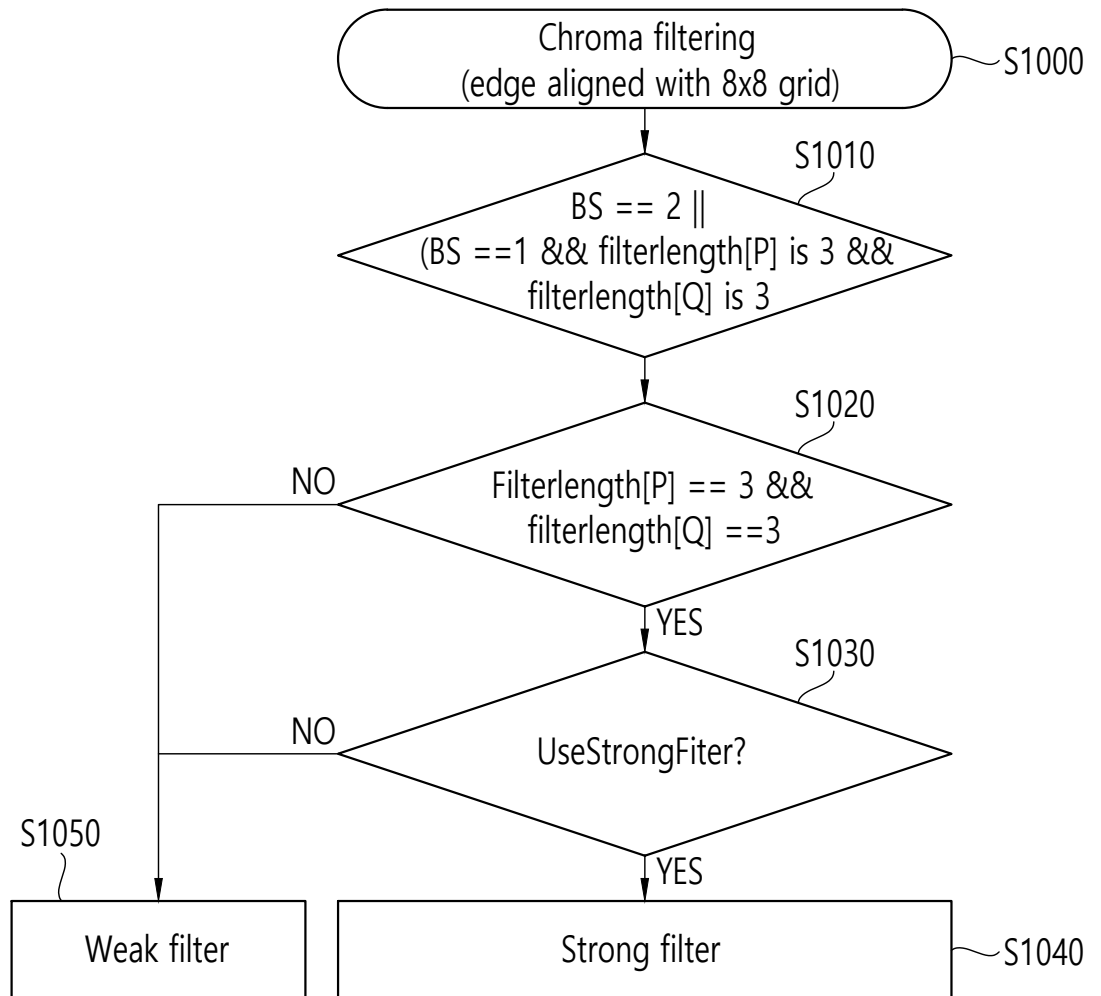 Chroma filtering
(edge aligned with 8x8 grid)
S1000
S1010
BS == 2 ||
(BS ==1 && filterlength[P] is 3 &&
filterlength[Q] is 3
S1020
NO
Filterlength[P] == 3 &&
filterlength[Q] ==3
YES
S1030
NO
UseStrongFiter?
S1050
YES
Weak filter
Strong filter
S1040